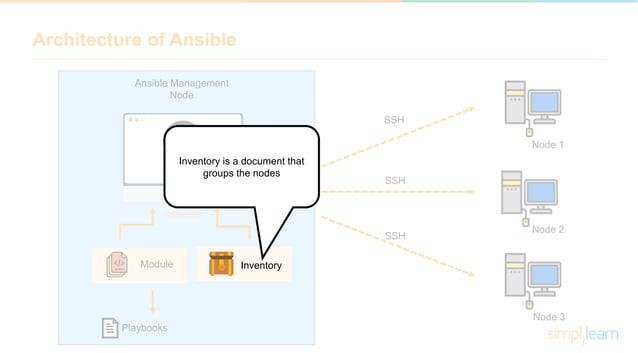 Architecture of Ansible
Ansible Management
Node
Inventory is a document that
groups the nodes
Module
Inventory
Playbooks
SSH
SSH
SSH
Node 1
Node 2
Node 3
simplilearn